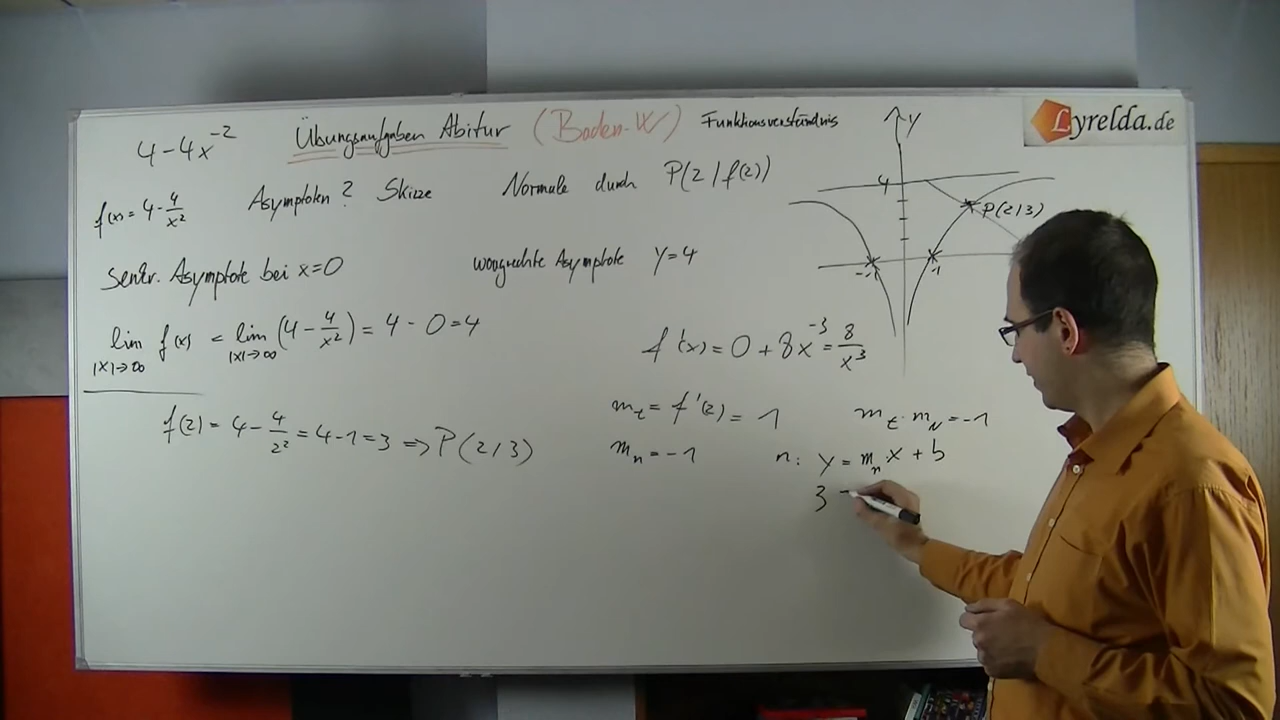 4-4x⁻² Übungsaufgaben Abitur (Baden-W) Funktionsverständnis
Lyrelda.de
f(x) = 4 - 4/x² Asymptoten? Skizze Normale durch P(2/f(2))
senkr. Asymptote bei x=0 waagrechte Asymptote y=4
lim f(x) = lim (4 - 4/x²) = 4 - 0 = 4
|x|→∞ |x|→∞
f(2) = 4 - 4/2² = 4 - 1 = 3 ⇒ P(2/3)
f'(x) = 0 + 8x⁻³ = 8/x³
m_t = f'(2) = 1 m_t · m_N = -1
m_n = -1 n: y = m_n x + b
3
y
4
P(2/3)
-1 1